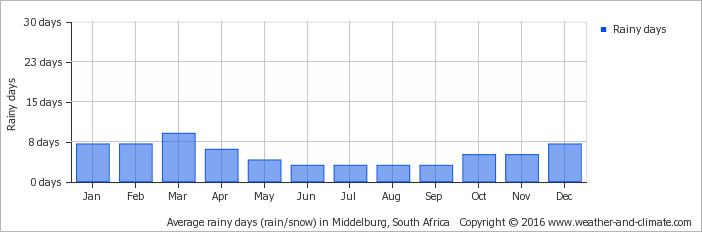 30 days
23 days
15 days
8 days
0 days
Rainy days
Jan Feb Mar Apr May Jun Jul Aug Sep Oct Nov Dec
Rainy days
Average rainy days (rain/snow) in Middelburg, South Africa Copyright © 2016 www.weather-and-climate.com